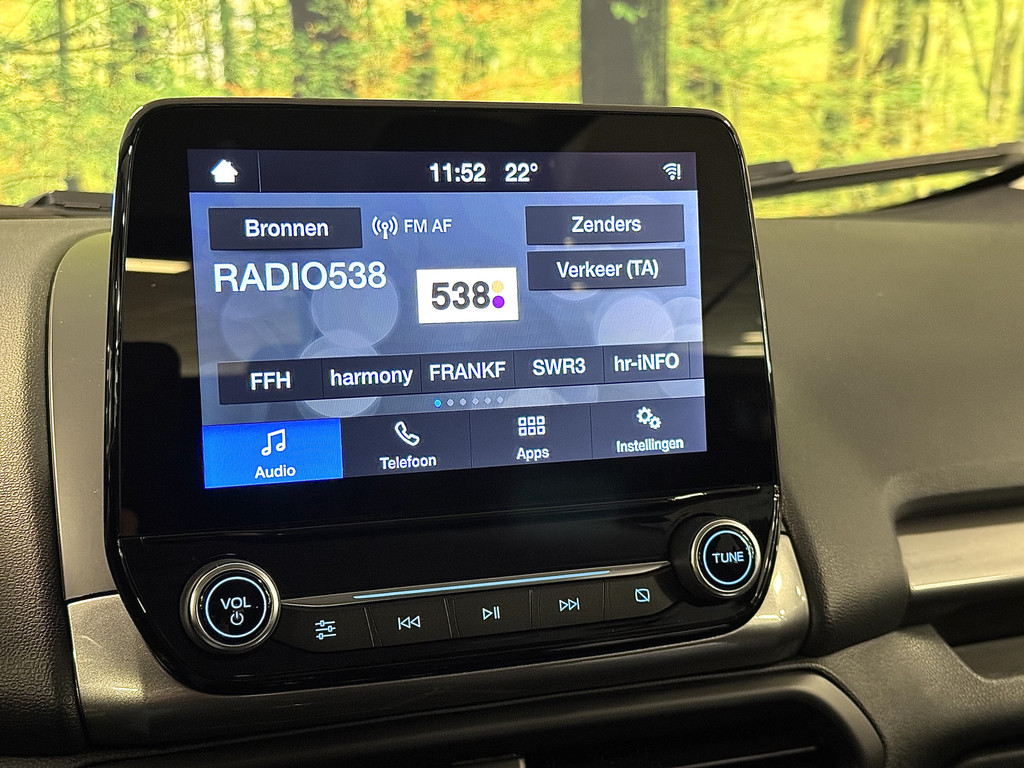 11:52 22°
Bronnen FM AF Zenders
RADIO538 538 Verkeer (TA)
FFH harmony FRANKF SWR3 hr-iNFO
Audio Telefoon Apps Instellingen
VOL TUNE